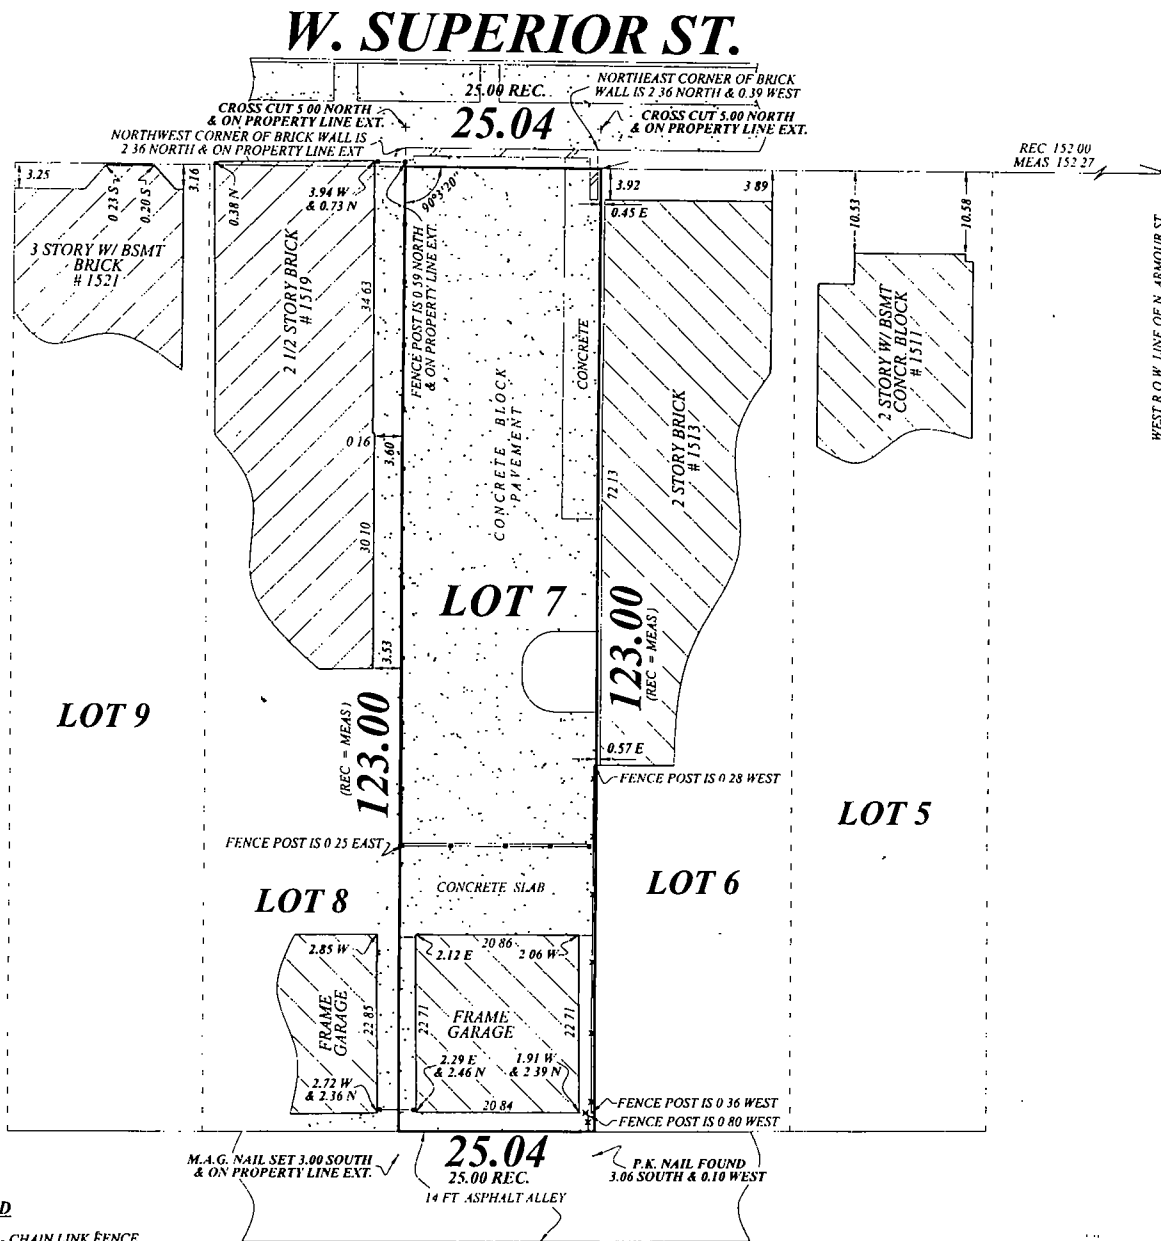 W. SUPERIOR ST.
25.00 REC.
25.04
NORTHEAST CORNER OF BRICK
WALL IS 2 36 NORTH & 0.39 WEST
CROSS CUT 5 00 NORTH
& ON PROPERTY LINE EXT.
CROSS CUT 5.00 NORTH
& ON PROPERTY LINE EXT.
NORTHWEST CORNER OF BRICK WALL IS
2 36 NORTH & ON PROPERTY LINE EXT
REC 152 00
MEAS 152 27
3.25
0 23 S
0.20 S
3.16
0.38 N
3.94 W
& 0.73 N
90°3'20"
3.92
3 89
0.45 E
10.53
10.58
3 STORY W/ BSMT
BRICK
# 1521
2 1/2 STORY BRICK
# 1519
34 63
FENCE POST IS 0 59 NORTH
& ON PROPERTY LINE EXT.
CONCRETE BLOCK
PAVEMENT
CONCRETE
2 STORY BRICK
# 1513
72 13
2 STORY W/ BSMT
CONCR. BLOCK
# 1511
WEST R O W LINE OF N. ARMOUR ST
0 16
3.60
30 10
3.53
LOT 7
123.00
(REC = MEAS)
LOT 9
(REC = MEAS)
123.00
0.57 E
FENCE POST IS 0 28 WEST
LOT 5
FENCE POST IS 0 25 EAST
CONCRETE SLAB
LOT 6
LOT 8
2.85 W
2.12 E
20 86
2 06 W
FRAME
GARAGE
22 85
22 71
FRAME
GARAGE
22 71
2.72 W
& 2.36 N
2.29 E
& 2.46 N
1.91 W
& 2 39 N
20 84
FENCE POST IS 0 36 WEST
FENCE POST IS 0 80 WEST
M.A.G. NAIL SET 3.00 SOUTH
& ON PROPERTY LINE EXT.
25.04
25.00 REC.
P.K. NAIL FOUND
3.06 SOUTH & 0.10 WEST
14 FT ASPHALT ALLEY
D
- CHAIN LINK FENCE